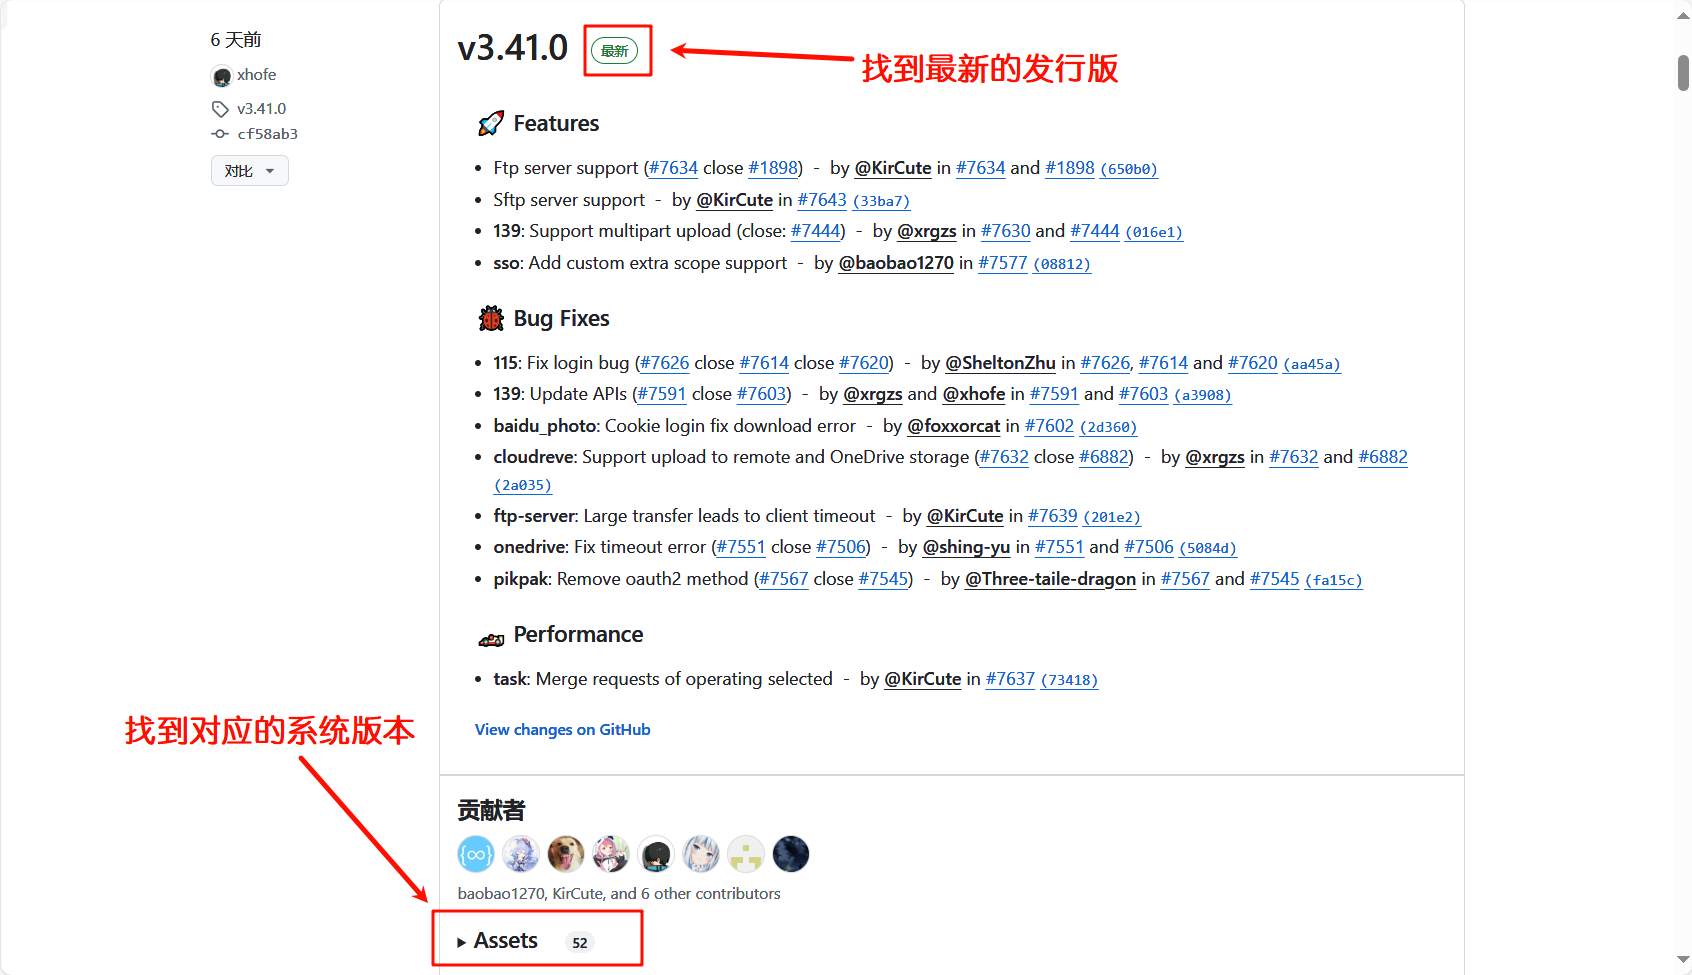 6 天前
xhofe
v3.41.0
cf58ab3
对比
v3.41.0 最新
找到最新的发行版
Features
Ftp server support (#7634 close #1898) - by @KirCute in #7634 and #1898 (650b0)
Sftp server support - by @KirCute in #7643 (33ba7)
139: Support multipart upload (close: #7444) - by @xrgzs in #7630 and #7444 (016e1)
sso: Add custom extra scope support - by @baobao1270 in #7577 (08812)
Bug Fixes
115: Fix login bug (#7626 close #7614 close #7620) - by @SheltonZhu in #7626, #7614 and #7620 (aa45a)
139: Update APIs (#7591 close #7603) - by @xrgzs and @xhofe in #7591 and #7603 (a3908)
baidu_photo: Cookie login fix download error - by @foxxorcat in #7602 (2d360)
cloudreve: Support upload to remote and OneDrive storage (#7632 close #6882) - by @xrgzs in #7632 and #6882
(2a035)
ftp-server: Large transfer leads to client timeout - by @KirCute in #7639 (201e2)
onedrive: Fix timeout error (#7551 close #7506) - by @shing-yu in #7551 and #7506 (5084d)
pikpak: Remove oauth2 method (#7567 close #7545) - by @Three-taile-dragon in #7567 and #7545 (fa15c)
Performance
task: Merge requests of operating selected - by @KirCute in #7637 (73418)
找到对应的系统版本
View changes on GitHub
贡献者
{∞}
baobao1270, KirCute, and 6 other contributors
Assets 52